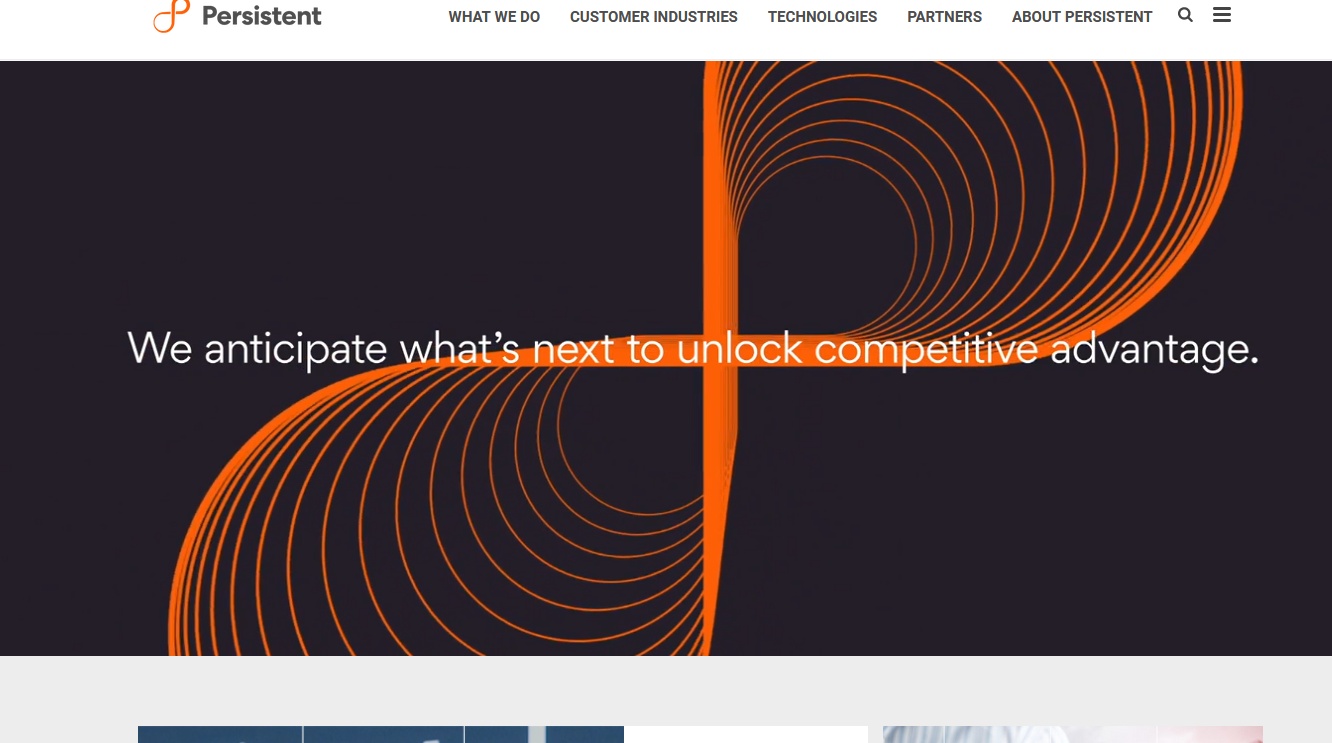 Persistent
WHAT WE DO CUSTOMER INDUSTRIES TECHNOLOGIES PARTNERS ABOUT PERSISTENT
We anticipate what’s next to unlock competitive advantage.